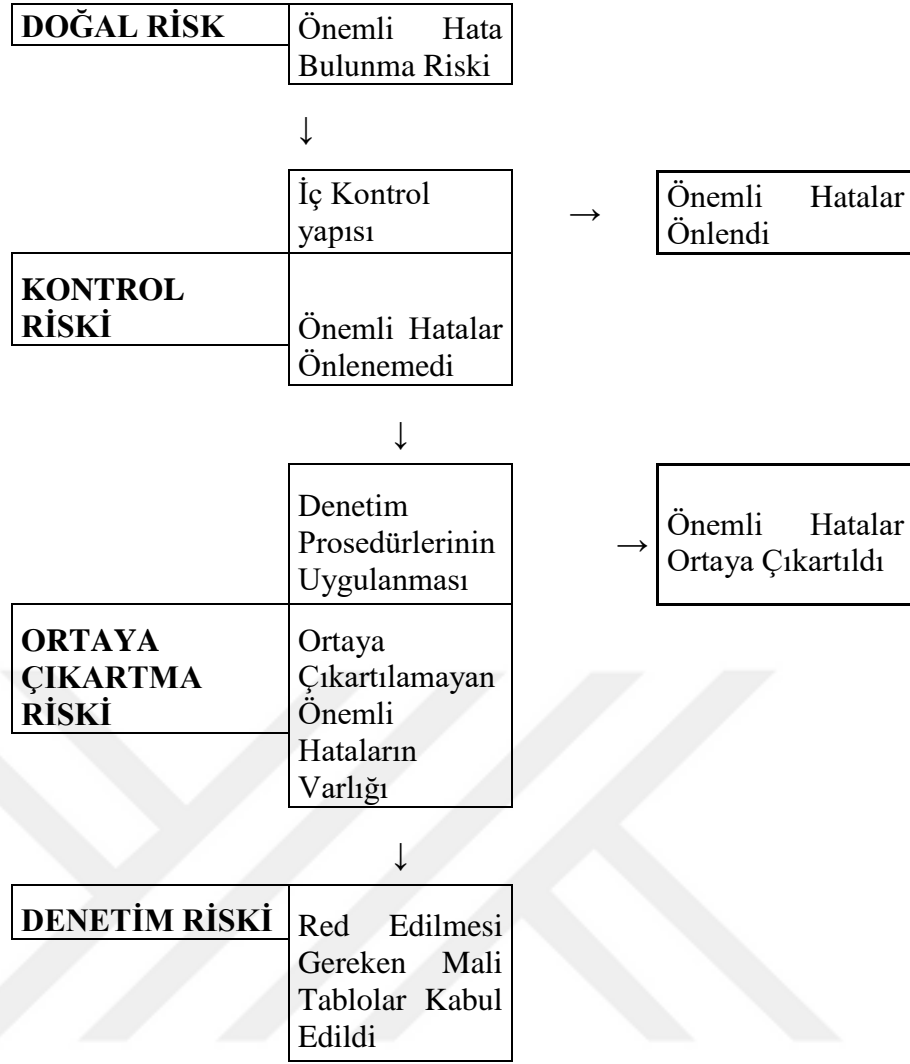 DOĞAL RİSK
Önemli Hata
Bulunma Riski
↓
İç Kontrol
yapısı
→
Önemli Hatalar
Önlendi
KONTROL
RİSKİ
Önemli Hatalar
Önlenemedi
↓
Denetim
Prosedürlerinin
Uygulanması
→
Önemli Hatalar
Ortaya Çıkartıldı
ORTAYA
ÇIKARTMA
RİSKİ
Ortaya
Çıkartılamayan
Önemli
Hataların
Varlığı
↓
DENETİM RİSKİ
Red Edilmesi
Gereken Mali
Tablolar Kabul
Edildi